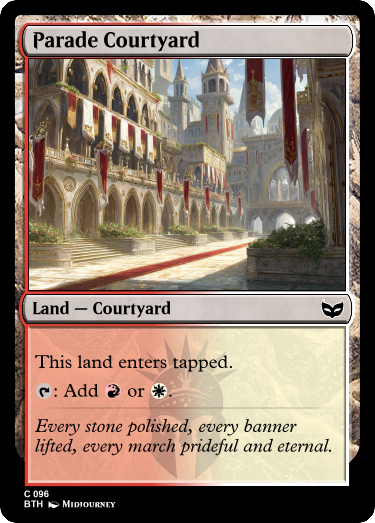 Parade Courtyard
Land — Courtyard
This land enters tapped.
: Add or .
Every stone polished, every banner
lifted, every march prideful and eternal.
C 096
BTH Midjourney